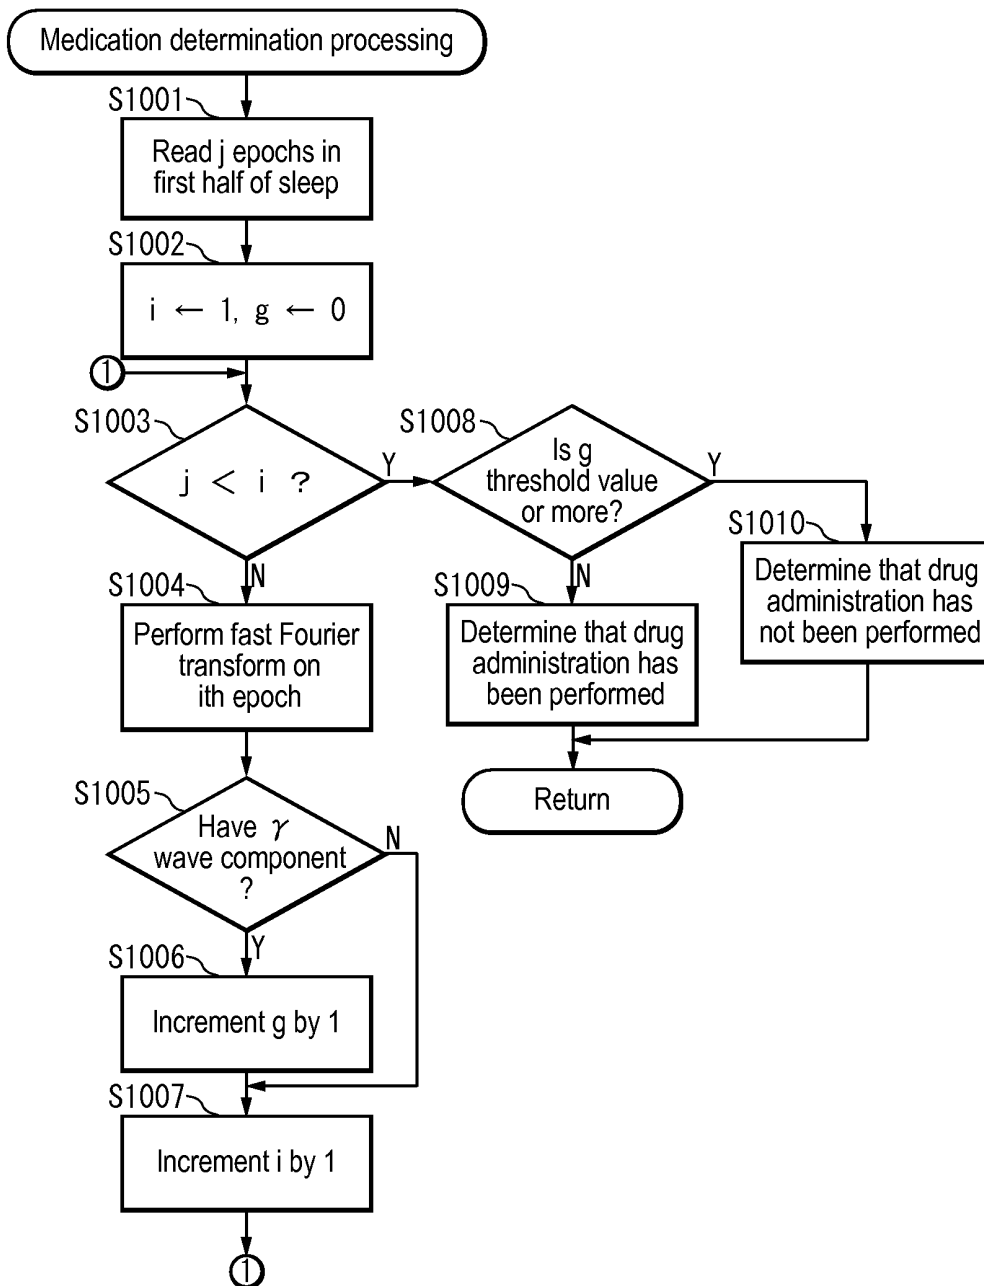 Medication determination processing
S1001
Read j epochs in
first half of sleep
S1002
i ← 1, g ← 0
1
S1003
j < i ?
Y
N
S1008
Is g
threshold value
or more?
Y
N
S1010
Determine that drug
administration has
not been performed
S1009
Determine that drug
administration has
been performed
Return
S1004
Perform fast Fourier
transform on
ith epoch
S1005
Have γ
wave component
?
N
Y
S1006
Increment g by 1
S1007
Increment i by 1
1